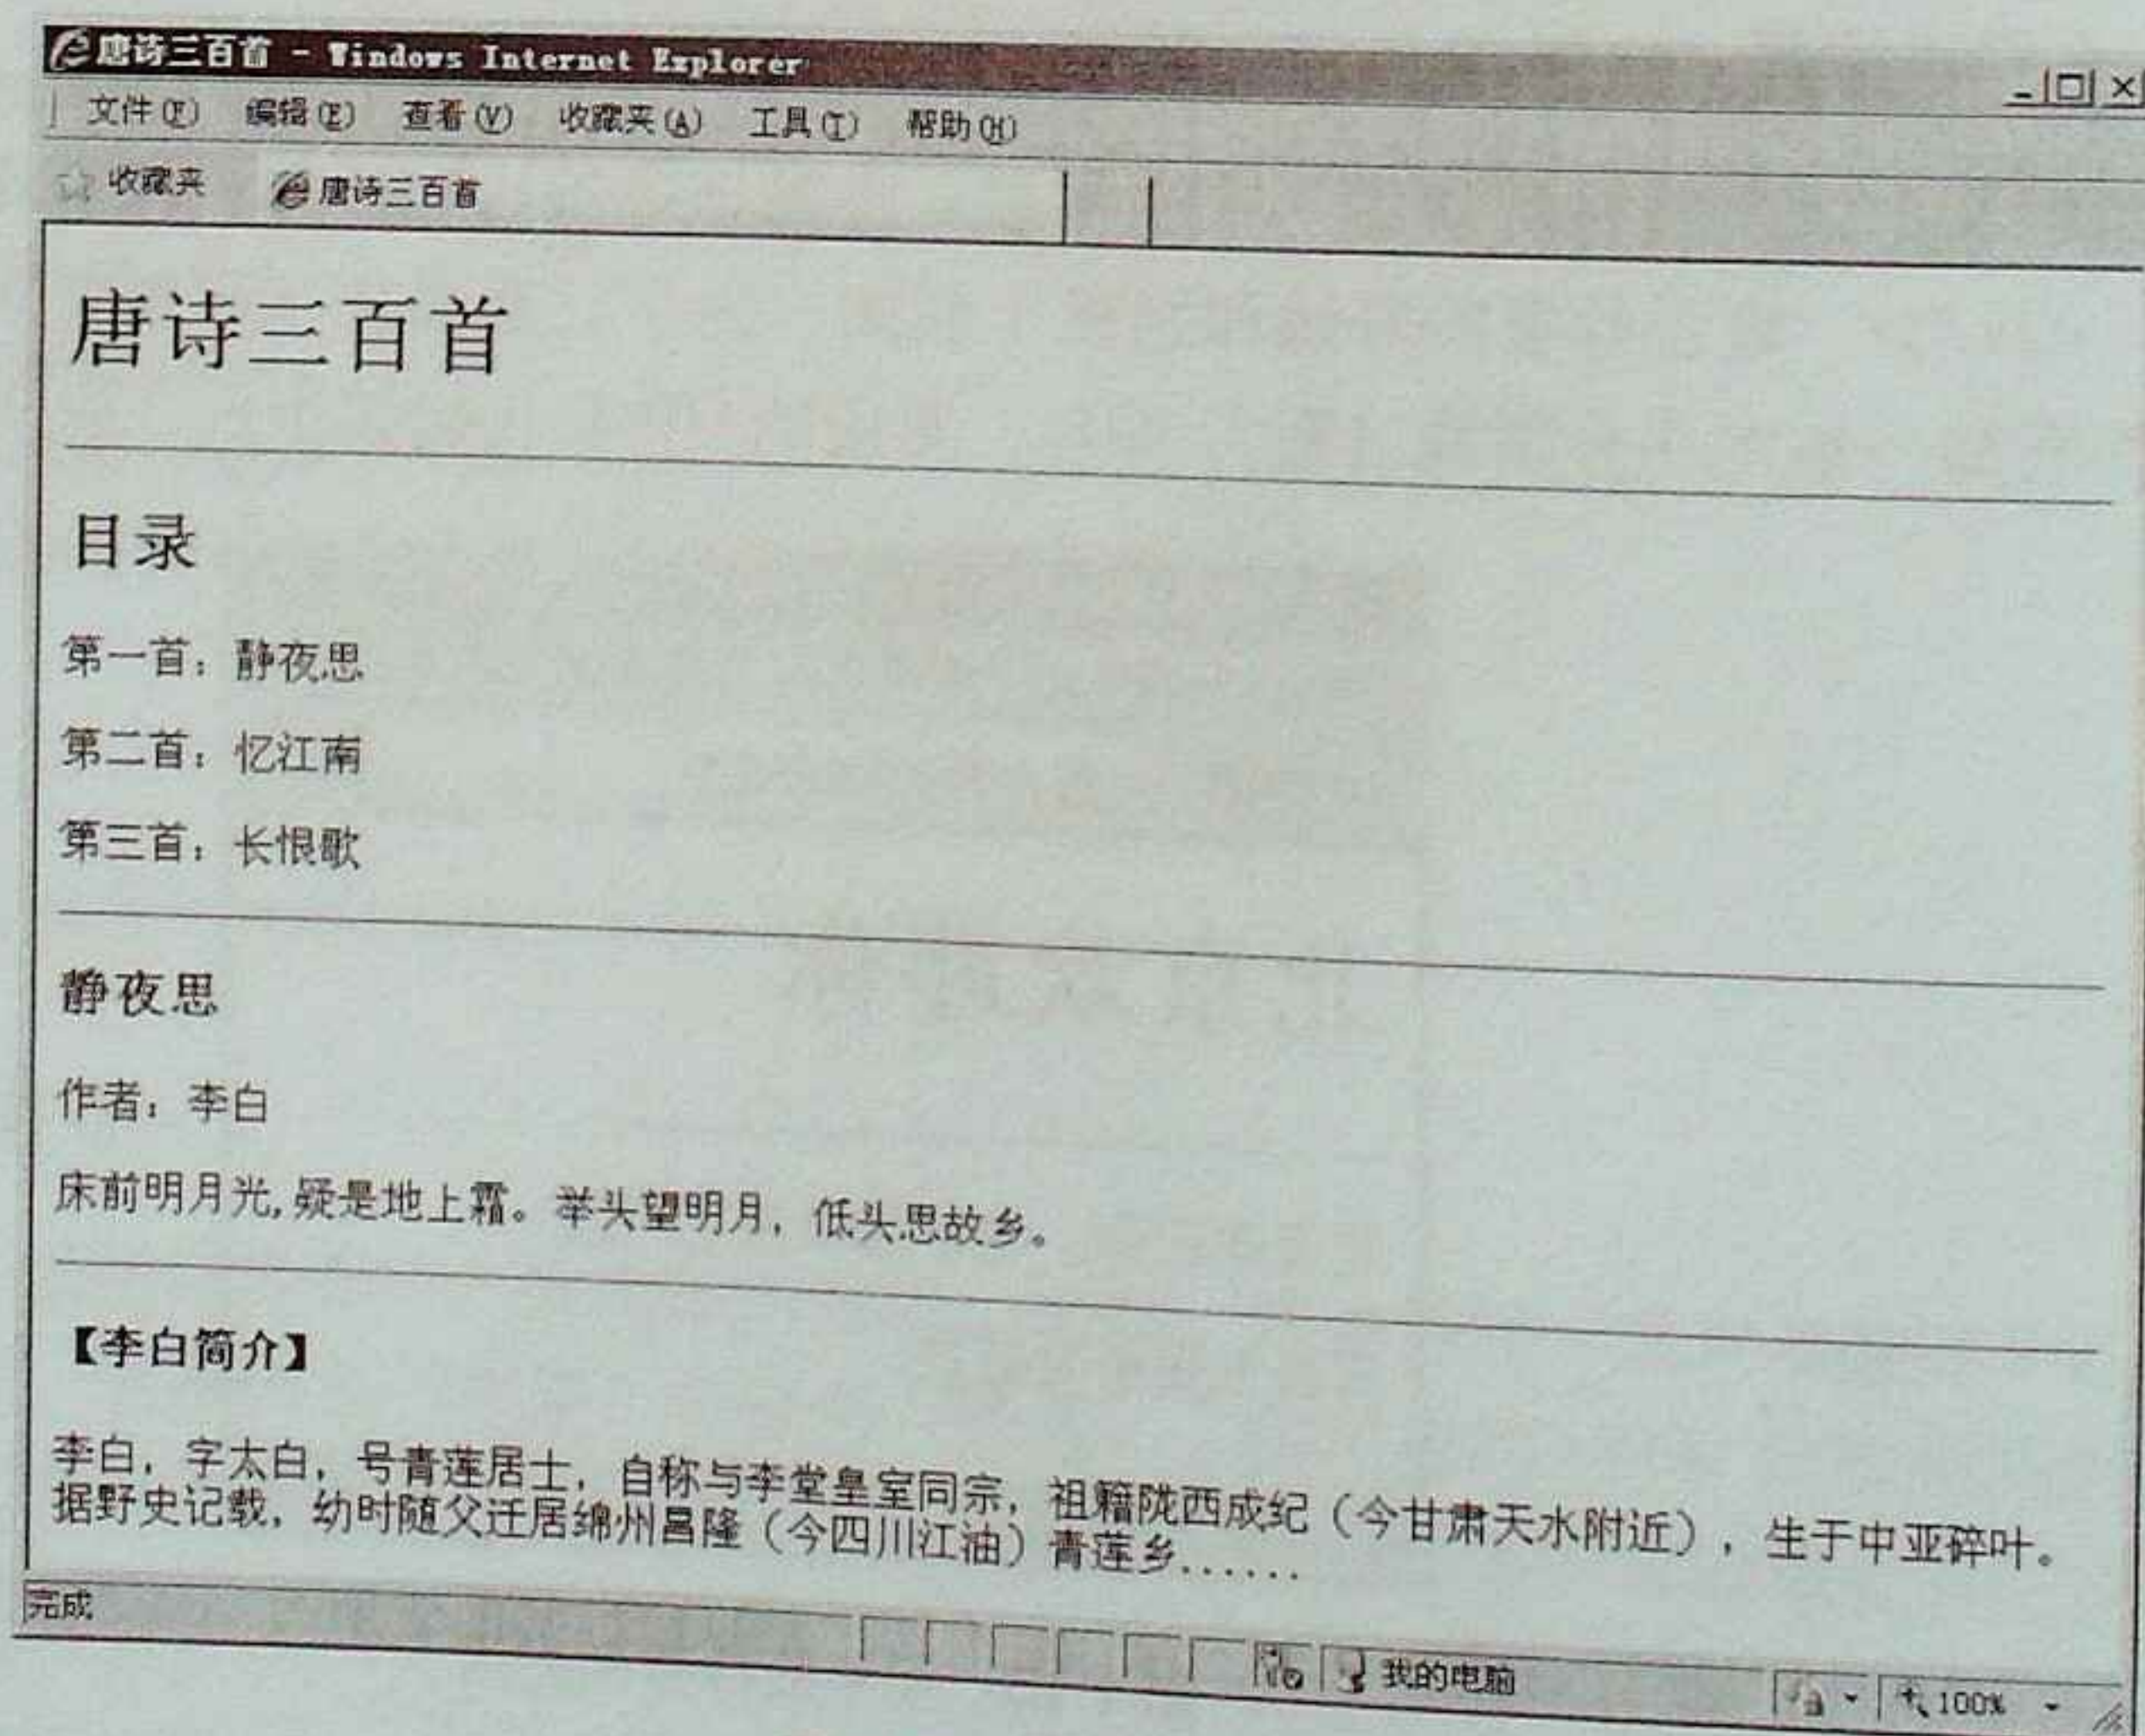 唐诗三百首 - Windows Internet Explorer
文件(F) 编辑(E) 查看(V) 收藏夹(A) 工具(T) 帮助(H)
收藏夹 唐诗三百首
唐诗三百首
目录
第一首：静夜思
第二首：忆江南
第三首：长恨歌
静夜思
作者：李白
床前明月光,疑是地上霜。举头望明月，低头思故乡。
【李白简介】
李白，字太白，号青莲居士，自称与李堂皇室同宗，祖籍陇西成纪（今甘肃天水附近），生于中亚碎叶。
据野史记载，幼时随父迁居绵州昌隆（今四川江油）青莲乡......
完成
我的电脑
100%